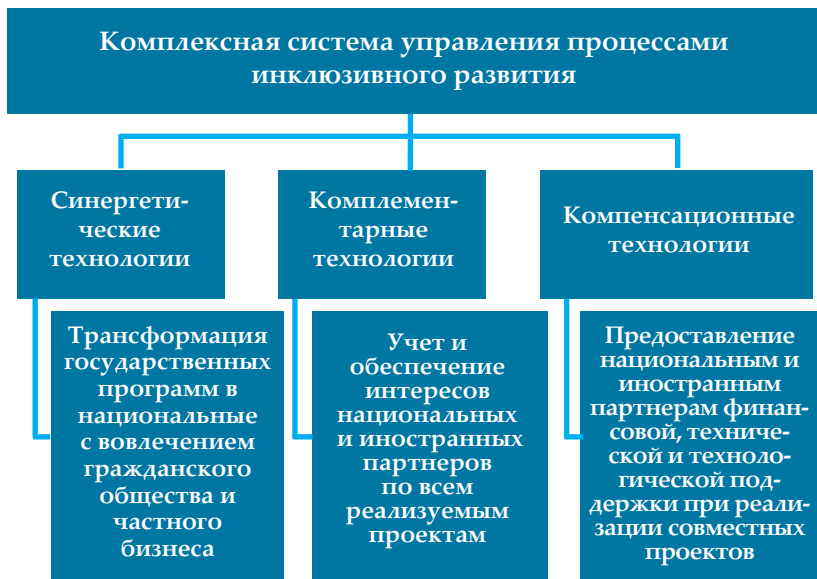 Комплексная система управления процессами
инклюзивного развития
Синергети-
ческие
технологии
Комплемен-
тарные
технологии
Компенсационные
технологии
Трансформация
государственных
программ в
национальные
с вовлечением
гражданского
общества и
частного
бизнеса
Учет и
обеспечение
интересов
национальных
и иностранных
партнеров
по всем
реализуемым
проектам
Предоставление
национальным и
иностранным
партнерам финан-
совой, техниче-
ской и техноло-
гической под-
держки при реали-
зации совместных
проектов